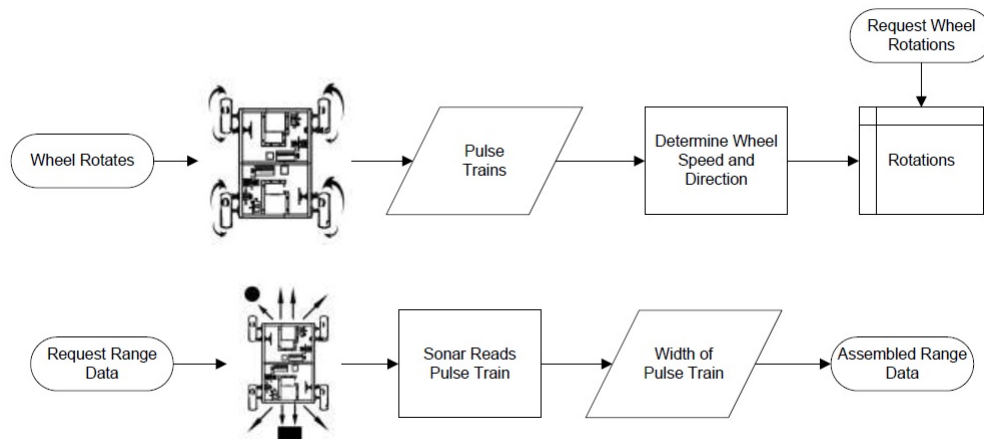 Request Wheel
Rotations
Wheel Rotates
Pulse
Trains
Determine Wheel
Speed and
Direction
Rotations
Request Range
Data
Sonar Reads
Pulse Train
Width of
Pulse Train
Assembled Range
Data